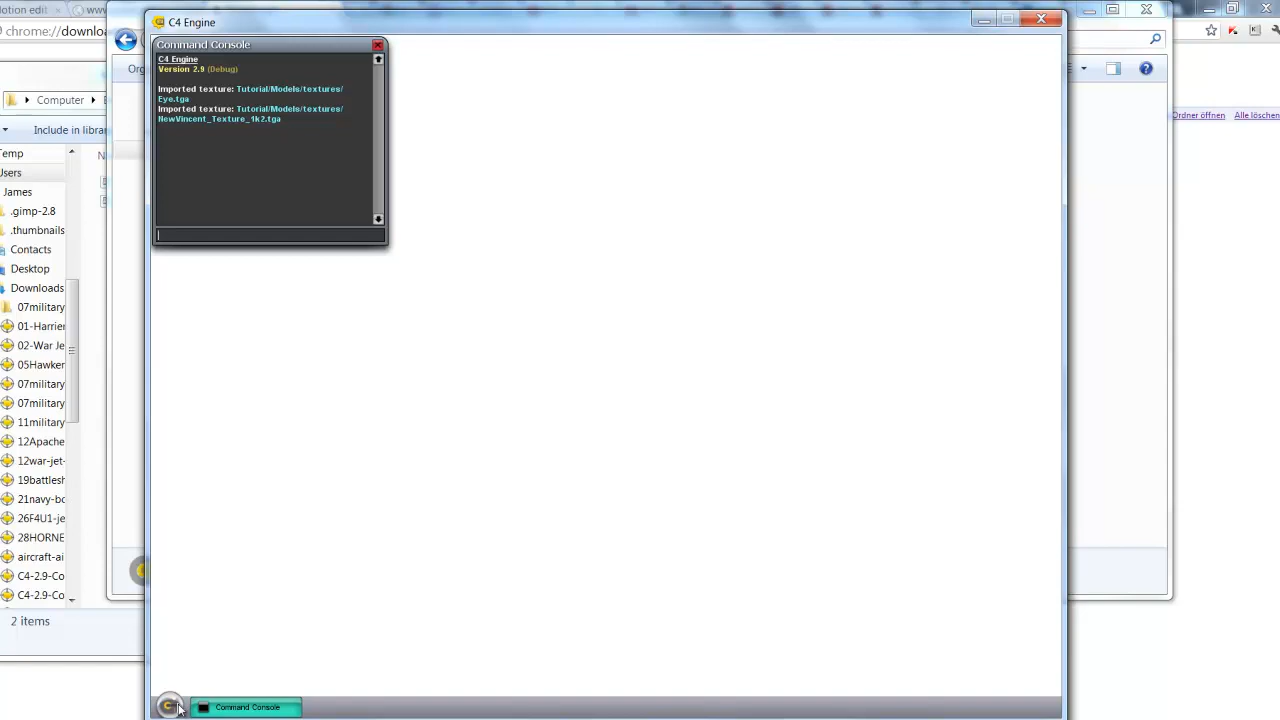 otion edit
www
chrome://downlo
Computer
Include in librar
Temp
Users
James
.gimp-2.8
.thumbnails
Contacts
Desktop
Downloads
07military
01-Harrier
02-War Je
05Hawker
07military
07military
11military
12Apache
12war-jet-
19battlesh
21navy-bo
26F4U1-je
28HORNE
aircraft-ai
C4-2.9-Co
C4-2.9-Co
2 items
Org
C4 Engine
Command Console
C4 Engine
Version 2.9 (Debug)
Imported texture: Tutorial/Models/textures/
Eye.tga
Imported texture: Tutorial/Models/textures/
NewVincent_Texture_1k2.tga
Command Console
Ordner öffnen
Alle löschen